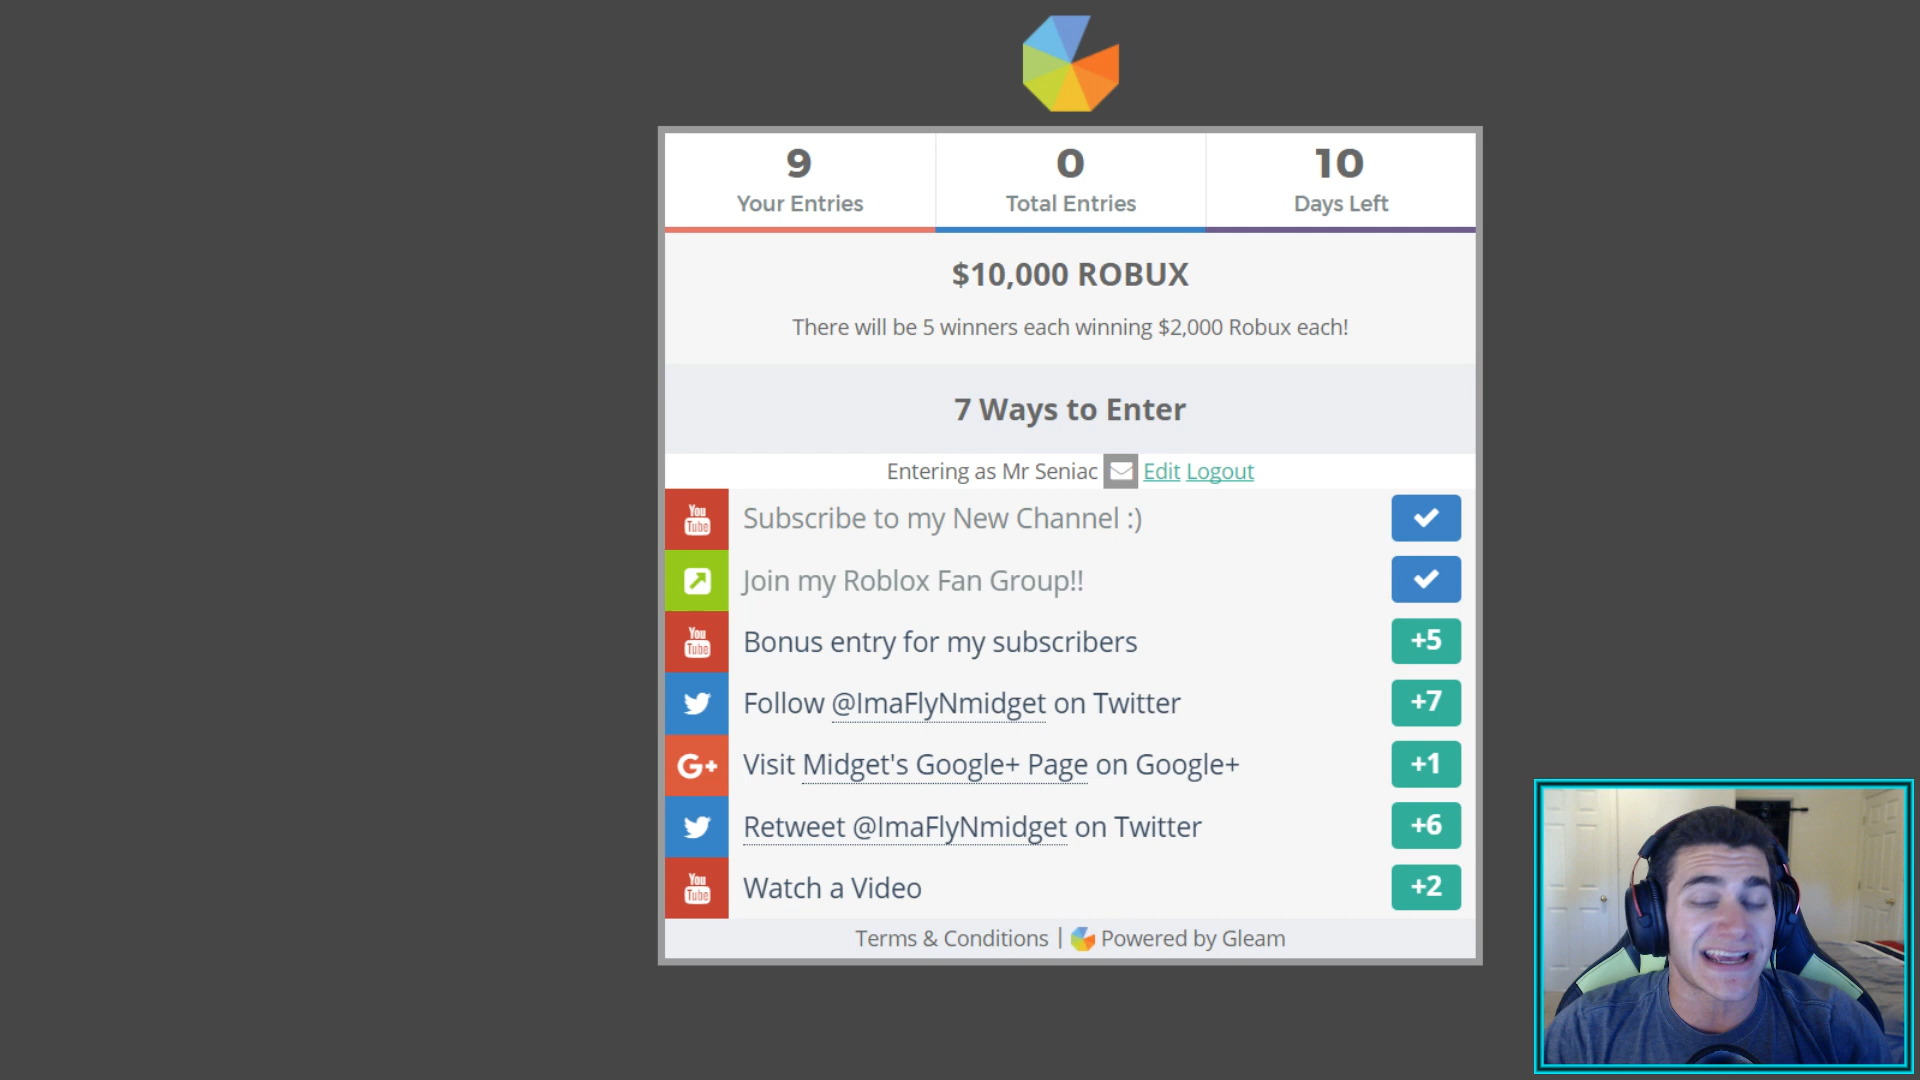 9
Your Entries
0
Total Entries
10
Days Left
$10,000 ROBUX
There will be 5 winners each winning $2,000 Robux each!
7 Ways to Enter
Entering as Mr Seniac Edit Logout
You Tube Subscribe to my New Channel :)
Join my Roblox Fan Group!!
You Tube Bonus entry for my subscribers +5
Follow @ImaFlyNmidget on Twitter +7
G+ Visit Midget's Google+ Page on Google+ +1
Retweet @ImaFlyNmidget on Twitter +6
You Tube Watch a Video +2
Terms & Conditions | Powered by Gleam